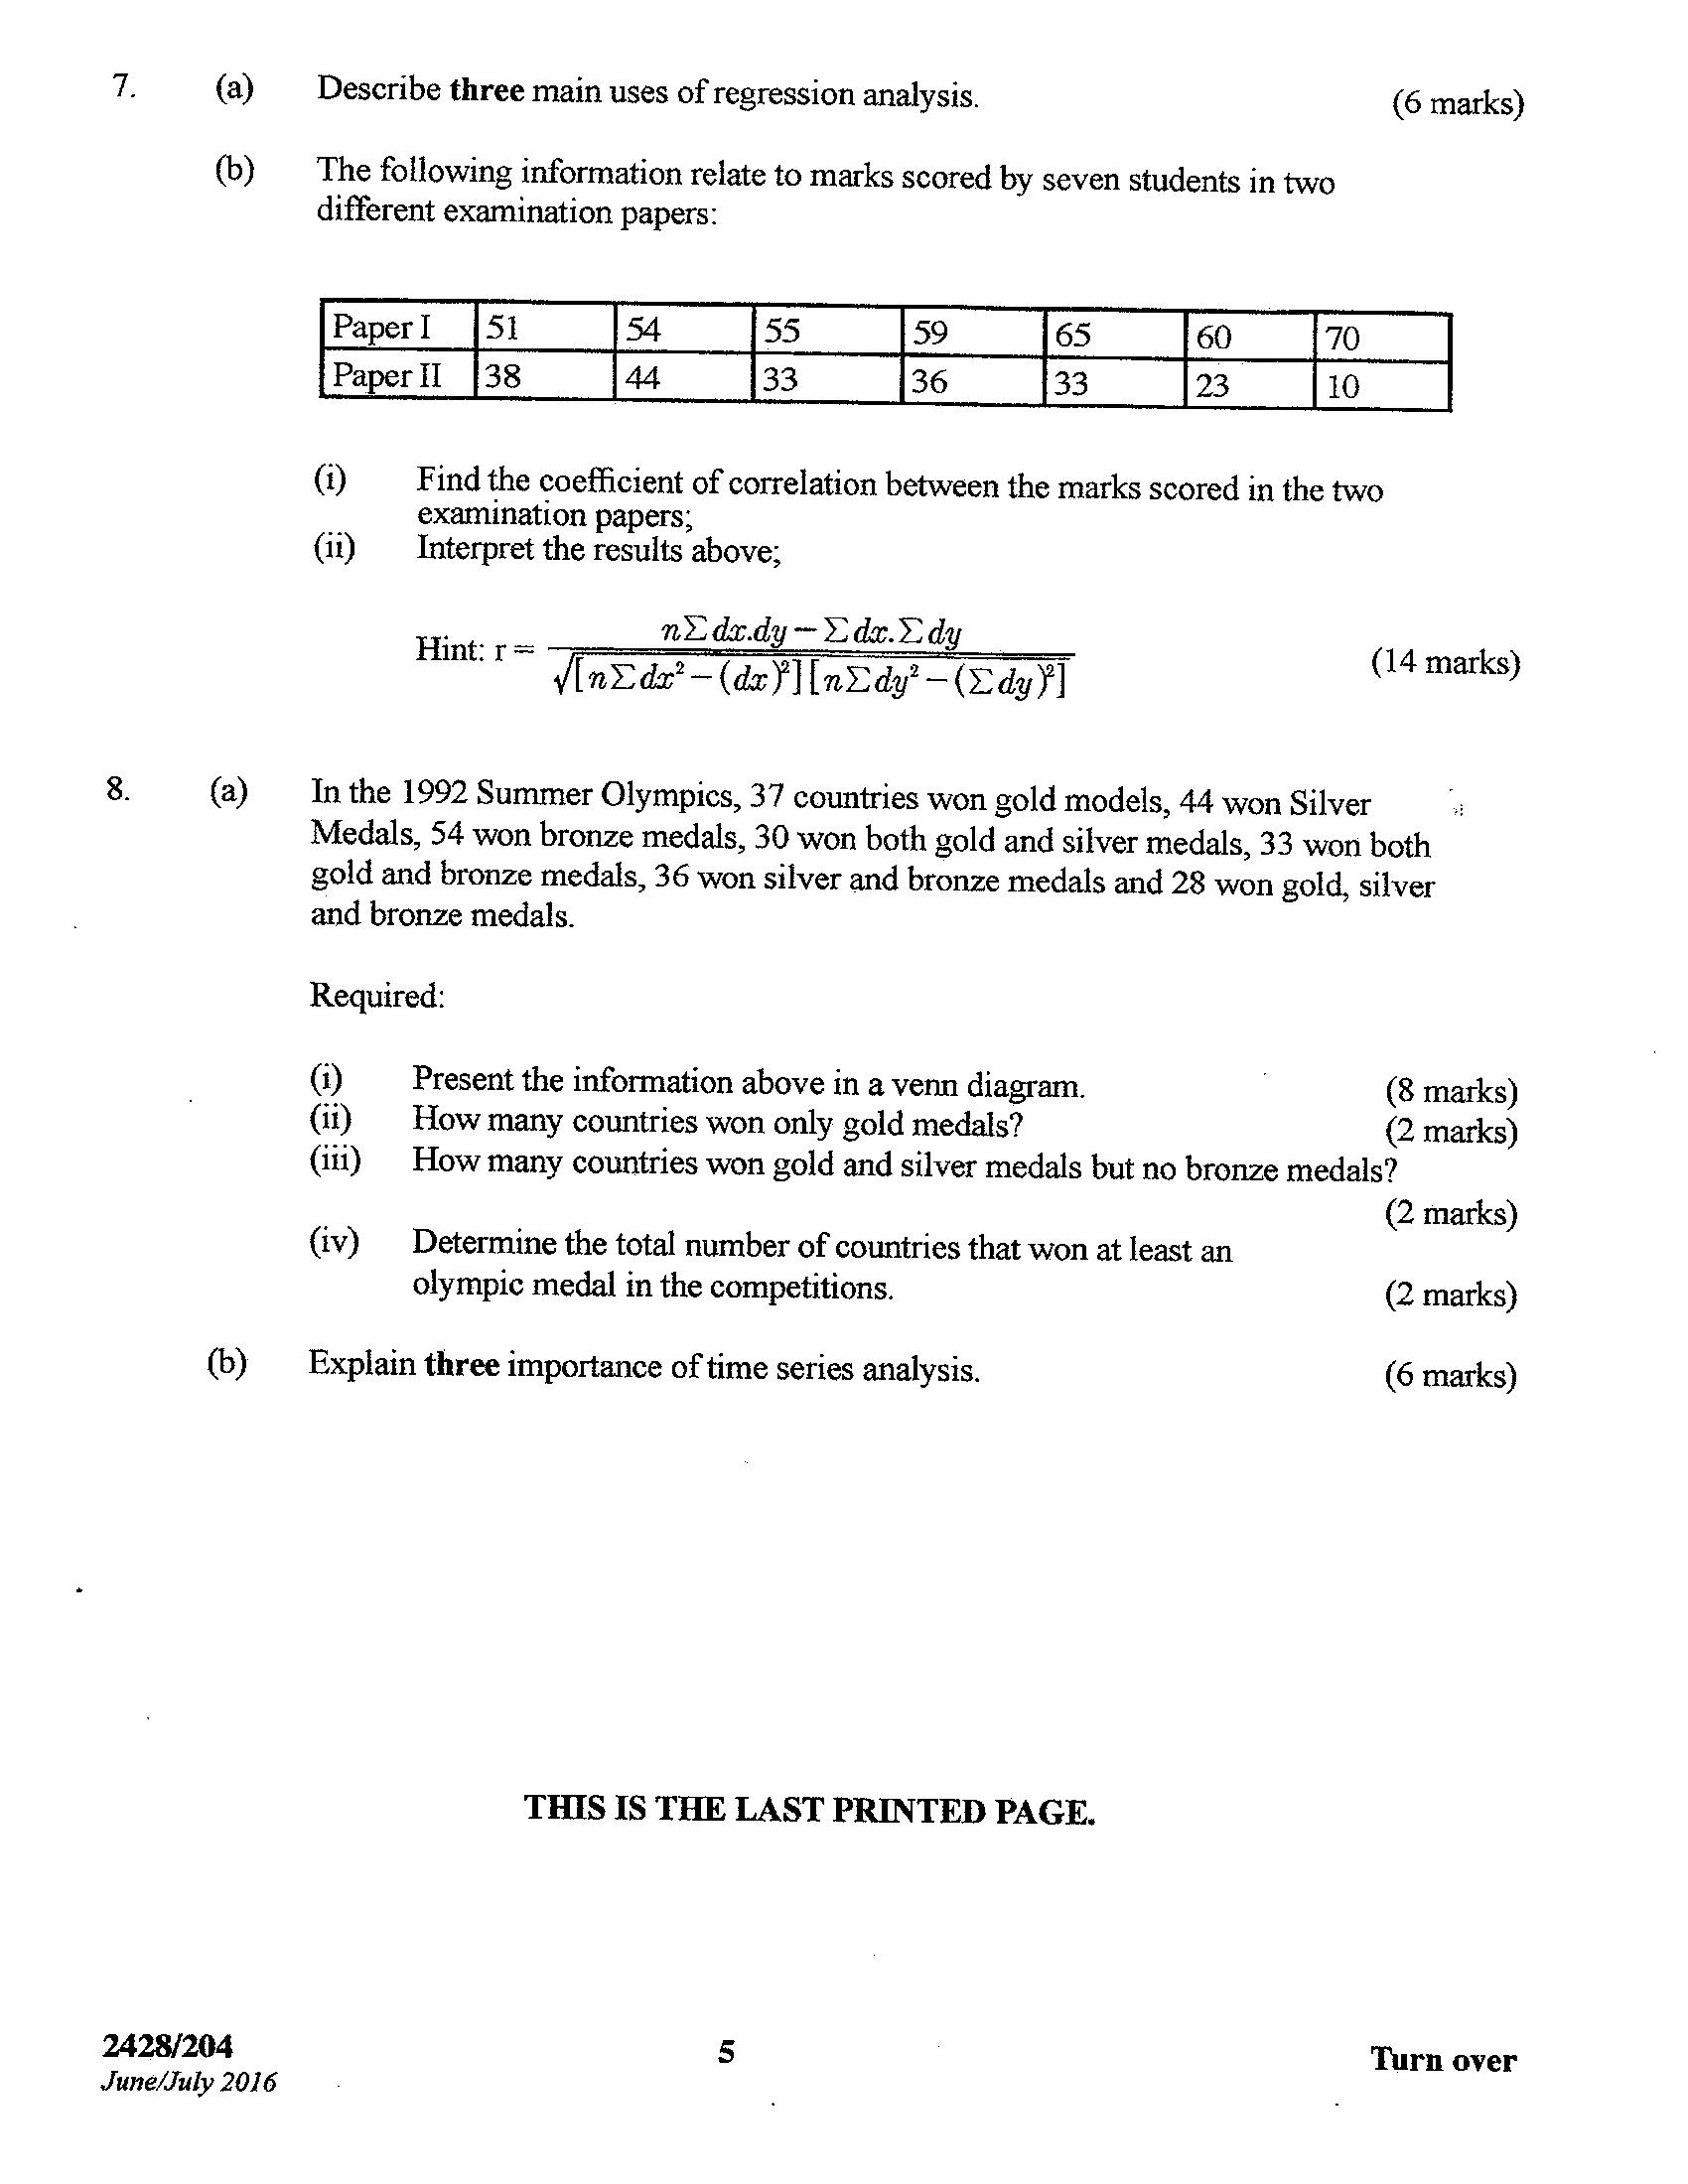 7. (a) Describe three main uses of regression analysis. (6 marks)
(b) The following information relate to marks scored by seven students in two
different examination papers:
Paper I 51 54 55 59 65 60 70
Paper II 38 44 33 36 33 23 10
(i) Find the coefficient of correlation between the marks scored in the two
examination papers;
(ii) Interpret the results above;
Hint: r = \frac{nΣdx.dy − Σdx.Σdy}{√[nΣdx² − (dx)²][nΣdy² − (Σdy)²]} (14 marks)
8. (a) In the 1992 Summer Olympics, 37 countries won gold models, 44 won Silver
Medals, 54 won bronze medals, 30 won both gold and silver medals, 33 won both
gold and bronze medals, 36 won silver and bronze medals and 28 won gold, silver
and bronze medals.
Required:
(i) Present the information above in a venn diagram. (8 marks)
(ii) How many countries won only gold medals? (2 marks)
(iii) How many countries won gold and silver medals but no bronze medals?
(2 marks)
(iv) Determine the total number of countries that won at least an
olympic medal in the competitions. (2 marks)
(b) Explain three importance of time series analysis. (6 marks)
THIS IS THE LAST PRINTED PAGE.
2428/204 5 Turn over
June/July 2016